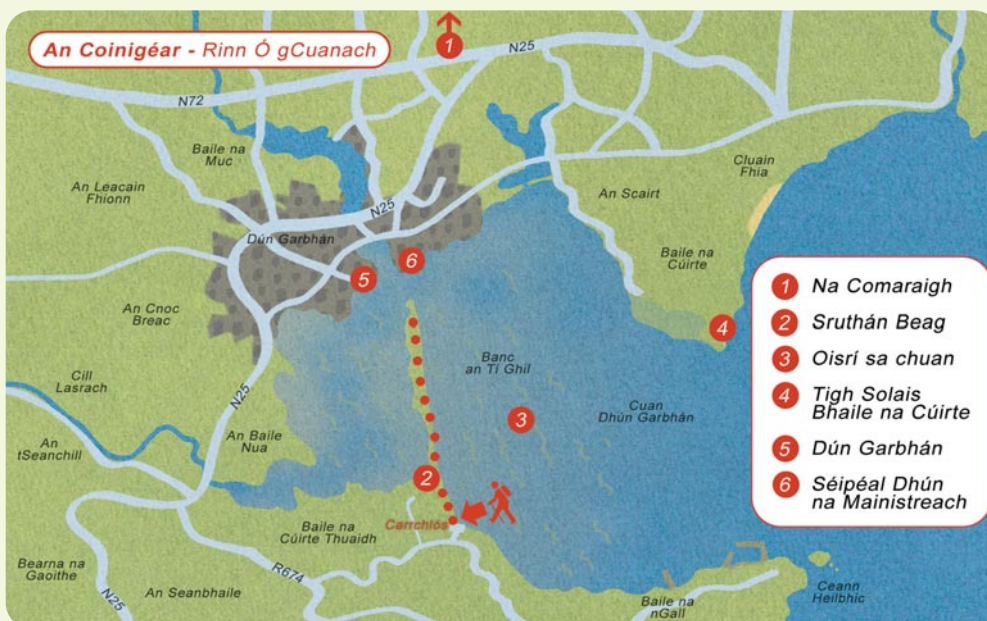 An Coinigéar - Rinn Ó gCuanach
1
N25
N72
Baile na
Muc
An Leacain
Fhionn
Cluain
Fhia
An Scairt
N25
Dún Garbhán
6
5
Baile na
Cúirte
4
An Cnoc
Breac
Banc
an Tí Ghil
Cill
Lasrach
N25
3
Cuan
Dhún Garbhán
An
tSeanchill
An Baile
Nua
2
Carrchlós
Baile na
Cúirte Thuaidh
Bearna na
Gaoithe
R674
N25
An Seanbhaile
Baile na
nGall
Ceann
Heilbhic
1 Na Comaraigh
2 Sruthán Beag
3 Oisrí sa chuan
4 Tigh Solais
Bhaile na Cúirte
5 Dún Garbhán
6 Séipéal Dhún
na Mainistreach